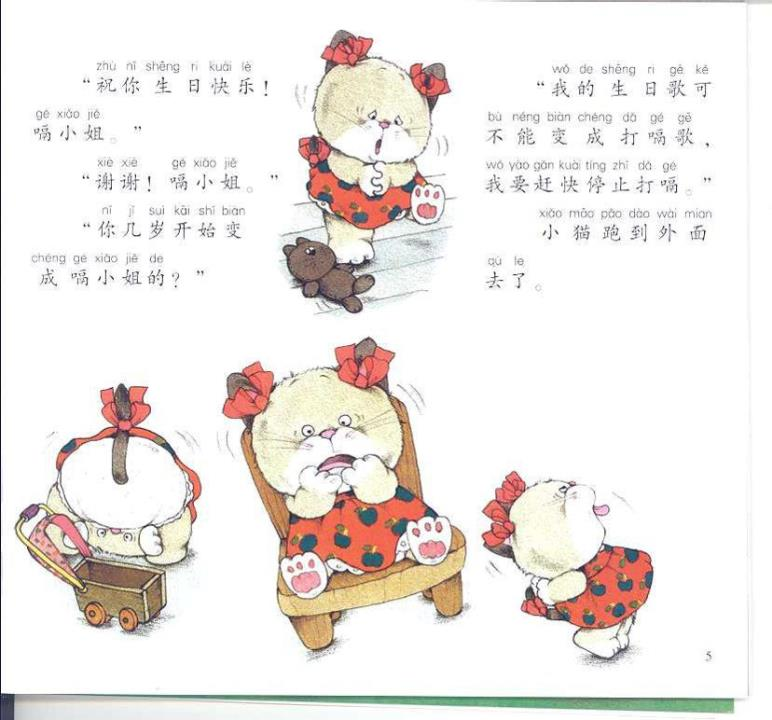 zhù nǐ shēng rì kuài lè
“祝你 生 日快乐！
gé xiǎo jiě
嗝小姐。”
xiè xiè gé xiǎo jiě
“谢谢！嗝小姐。”
nǐ jǐ suì kāi shǐ biàn
“你几岁开始变
chéng gé xiǎo jiě de
成 嗝小姐的？”
wǒ de shēng rì gē kě
“我的 生 日歌可
bù néng biàn chéng dǎ gé gē
不 能 变 成 打嗝歌，
wǒ yào gǎn kuài tíng zhǐ dǎ gé
我要赶快停止打嗝。”
xiǎo māo pǎo dào wài mian
小 猫 跑 到 外 面
qù le
去了。
5